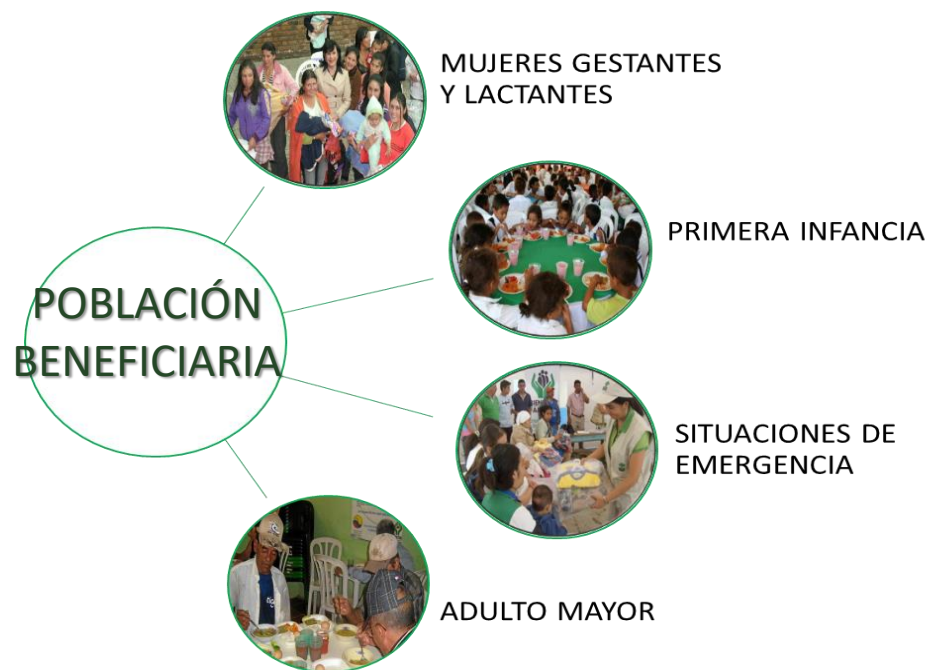 MUJERES GESTANTES
Y LACTANTES
PRIMERA INFANCIA
POBLACIÓN
BENEFICIARIA
SITUACIONES DE
EMERGENCIA
ADULTO MAYOR